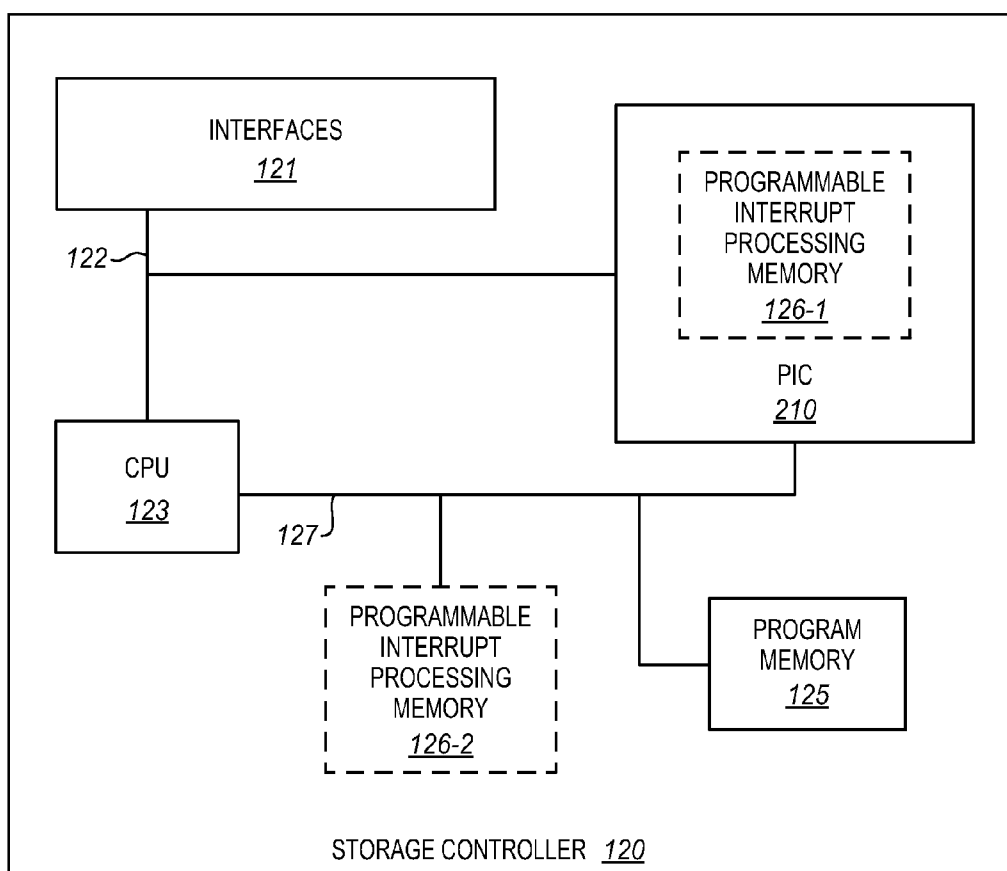 INTERFACES
121
122
PROGRAMMABLE
INTERRUPT
PROCESSING
MEMORY
126-1
PIC
210
CPU
123
127
PROGRAMMABLE
INTERRUPT
PROCESSING
MEMORY
126-2
PROGRAM
MEMORY
125
STORAGE CONTROLLER 120